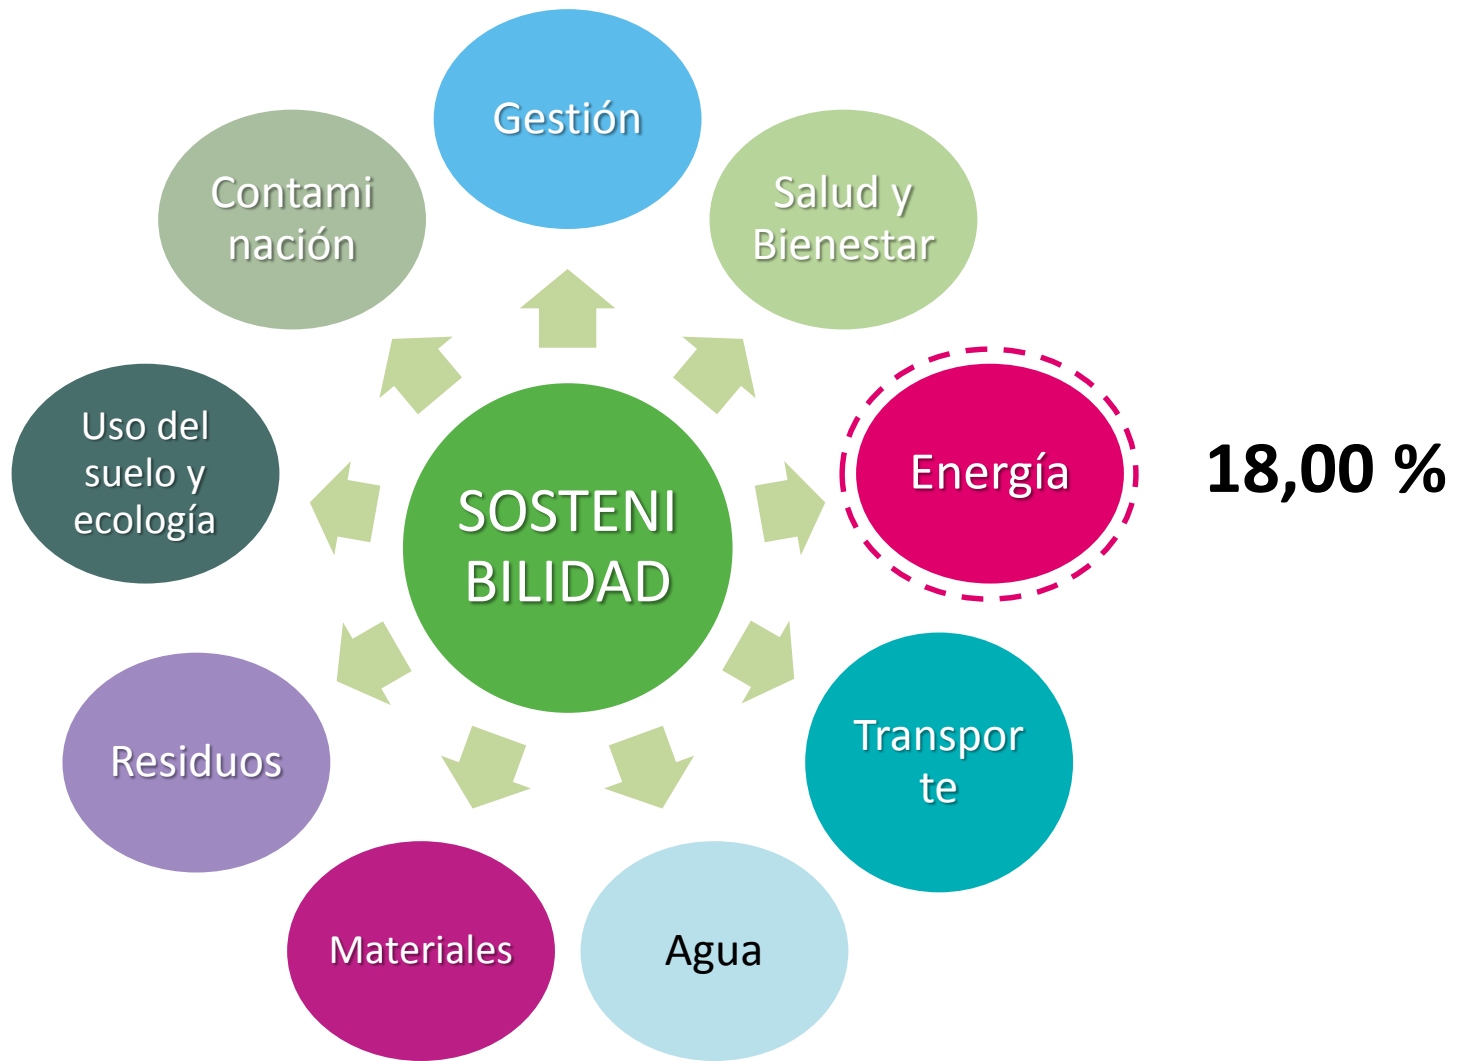 Gestión
Contami
nación
Salud y
Bienestar
Uso del
suelo y
ecología
SOSTENI
BILIDAD
Energía
18,00 %
Residuos
Transpor
te
Materiales
Agua